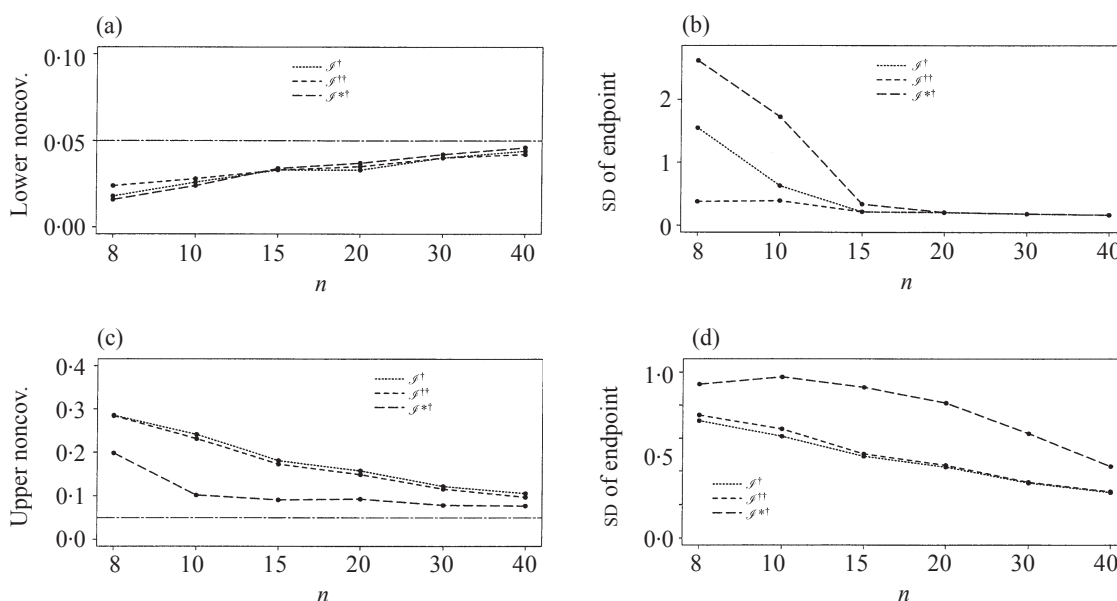 (a)
Lower noncov.
0·10
0·05
0·00
ℐ†
ℐ††
ℐ*†
8 10 15 20 30 40
n
(b)
SD of endpoint
2
1
0
ℐ†
ℐ††
ℐ*†
8 10 15 20 30 40
n
(c)
Upper noncov.
0·4
0·3
0·2
0·1
0·0
ℐ†
ℐ††
ℐ*†
8 10 15 20 30 40
n
(d)
SD of endpoint
1·0
0·5
0·0
ℐ†
ℐ††
ℐ*†
8 10 15 20 30 40
n